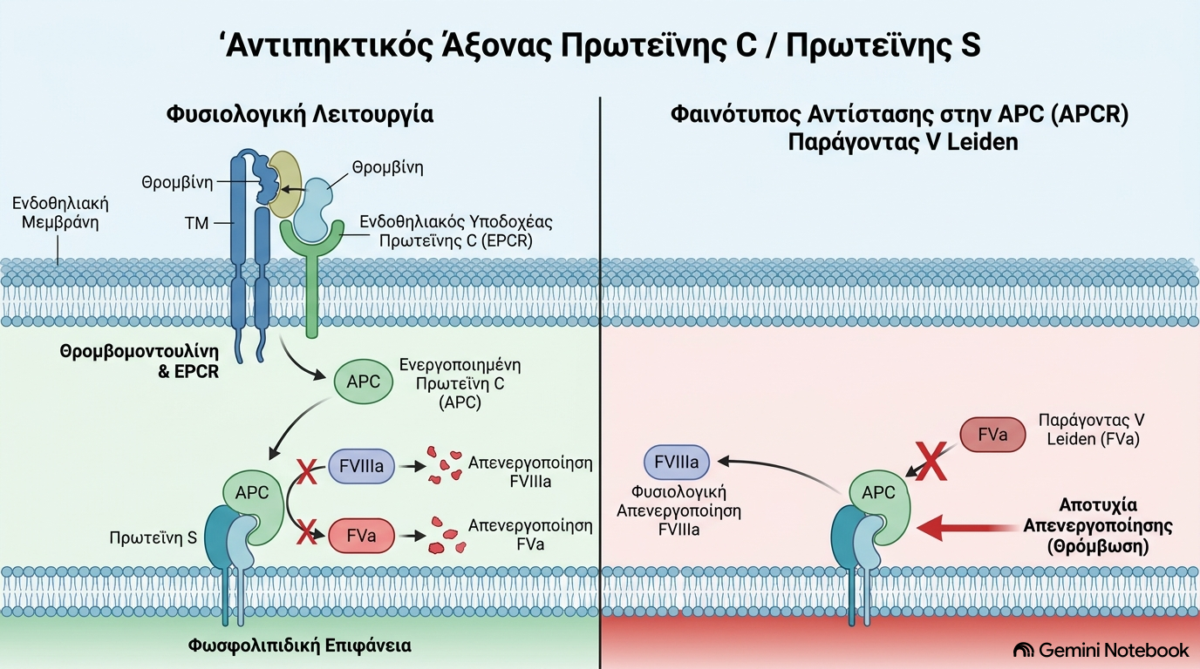 ‘Αντιπηκτικός Άξονας Πρωτεΐνης C / Πρωτεΐνης S
Φυσιολογική Λειτουργία
Θρομβίνη
Θρομβίνη
Ενδοθηλιακή
Μεμβράνη
TM
Ενδοθηλιακός Υποδοχέας
Πρωτεΐνης C (EPCR)
Θρομβομοντουλίνη
& EPCR
APC
Ενεργοποιημένη
Πρωτεΐνη C
(APC)
APC
FVIIIa
Απενεργοποίηση
FVIIIa
Πρωτεΐνη S
FVa
Απενεργοποίηση
FVa
Φωσφολιπιδική Επιφάνεια
Φαινότυπος Αντίστασης στην APC (APCR)
Παράγοντας V Leiden
FVa
Παράγοντας V
Leiden (FVa)
FVIIIa
Φυσιολογική
Απενεργοποίηση
FVIIIa
APC
Αποτυχία
Απενεργοποίησης
(Θρόμβωση)
Gemini Notebook